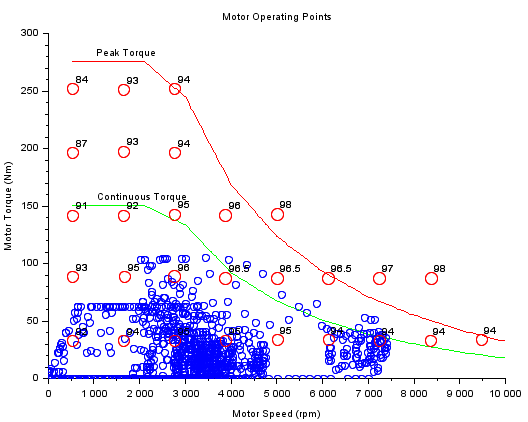 Motor Operating Points
300
Peak Torque
84 93 94
250
87 93 94
200
Continuous Torque
91 92 95 96 98
150
93 95 96 96.5 96.5 96.5 97 98
100
94 95 94 94 94
50
0
0 1 000 2 000 3 000 4 000 5 000 6 000 7 000 8 000 9 000 10 000
Motor Speed (rpm)
Motor Torque (Nm)